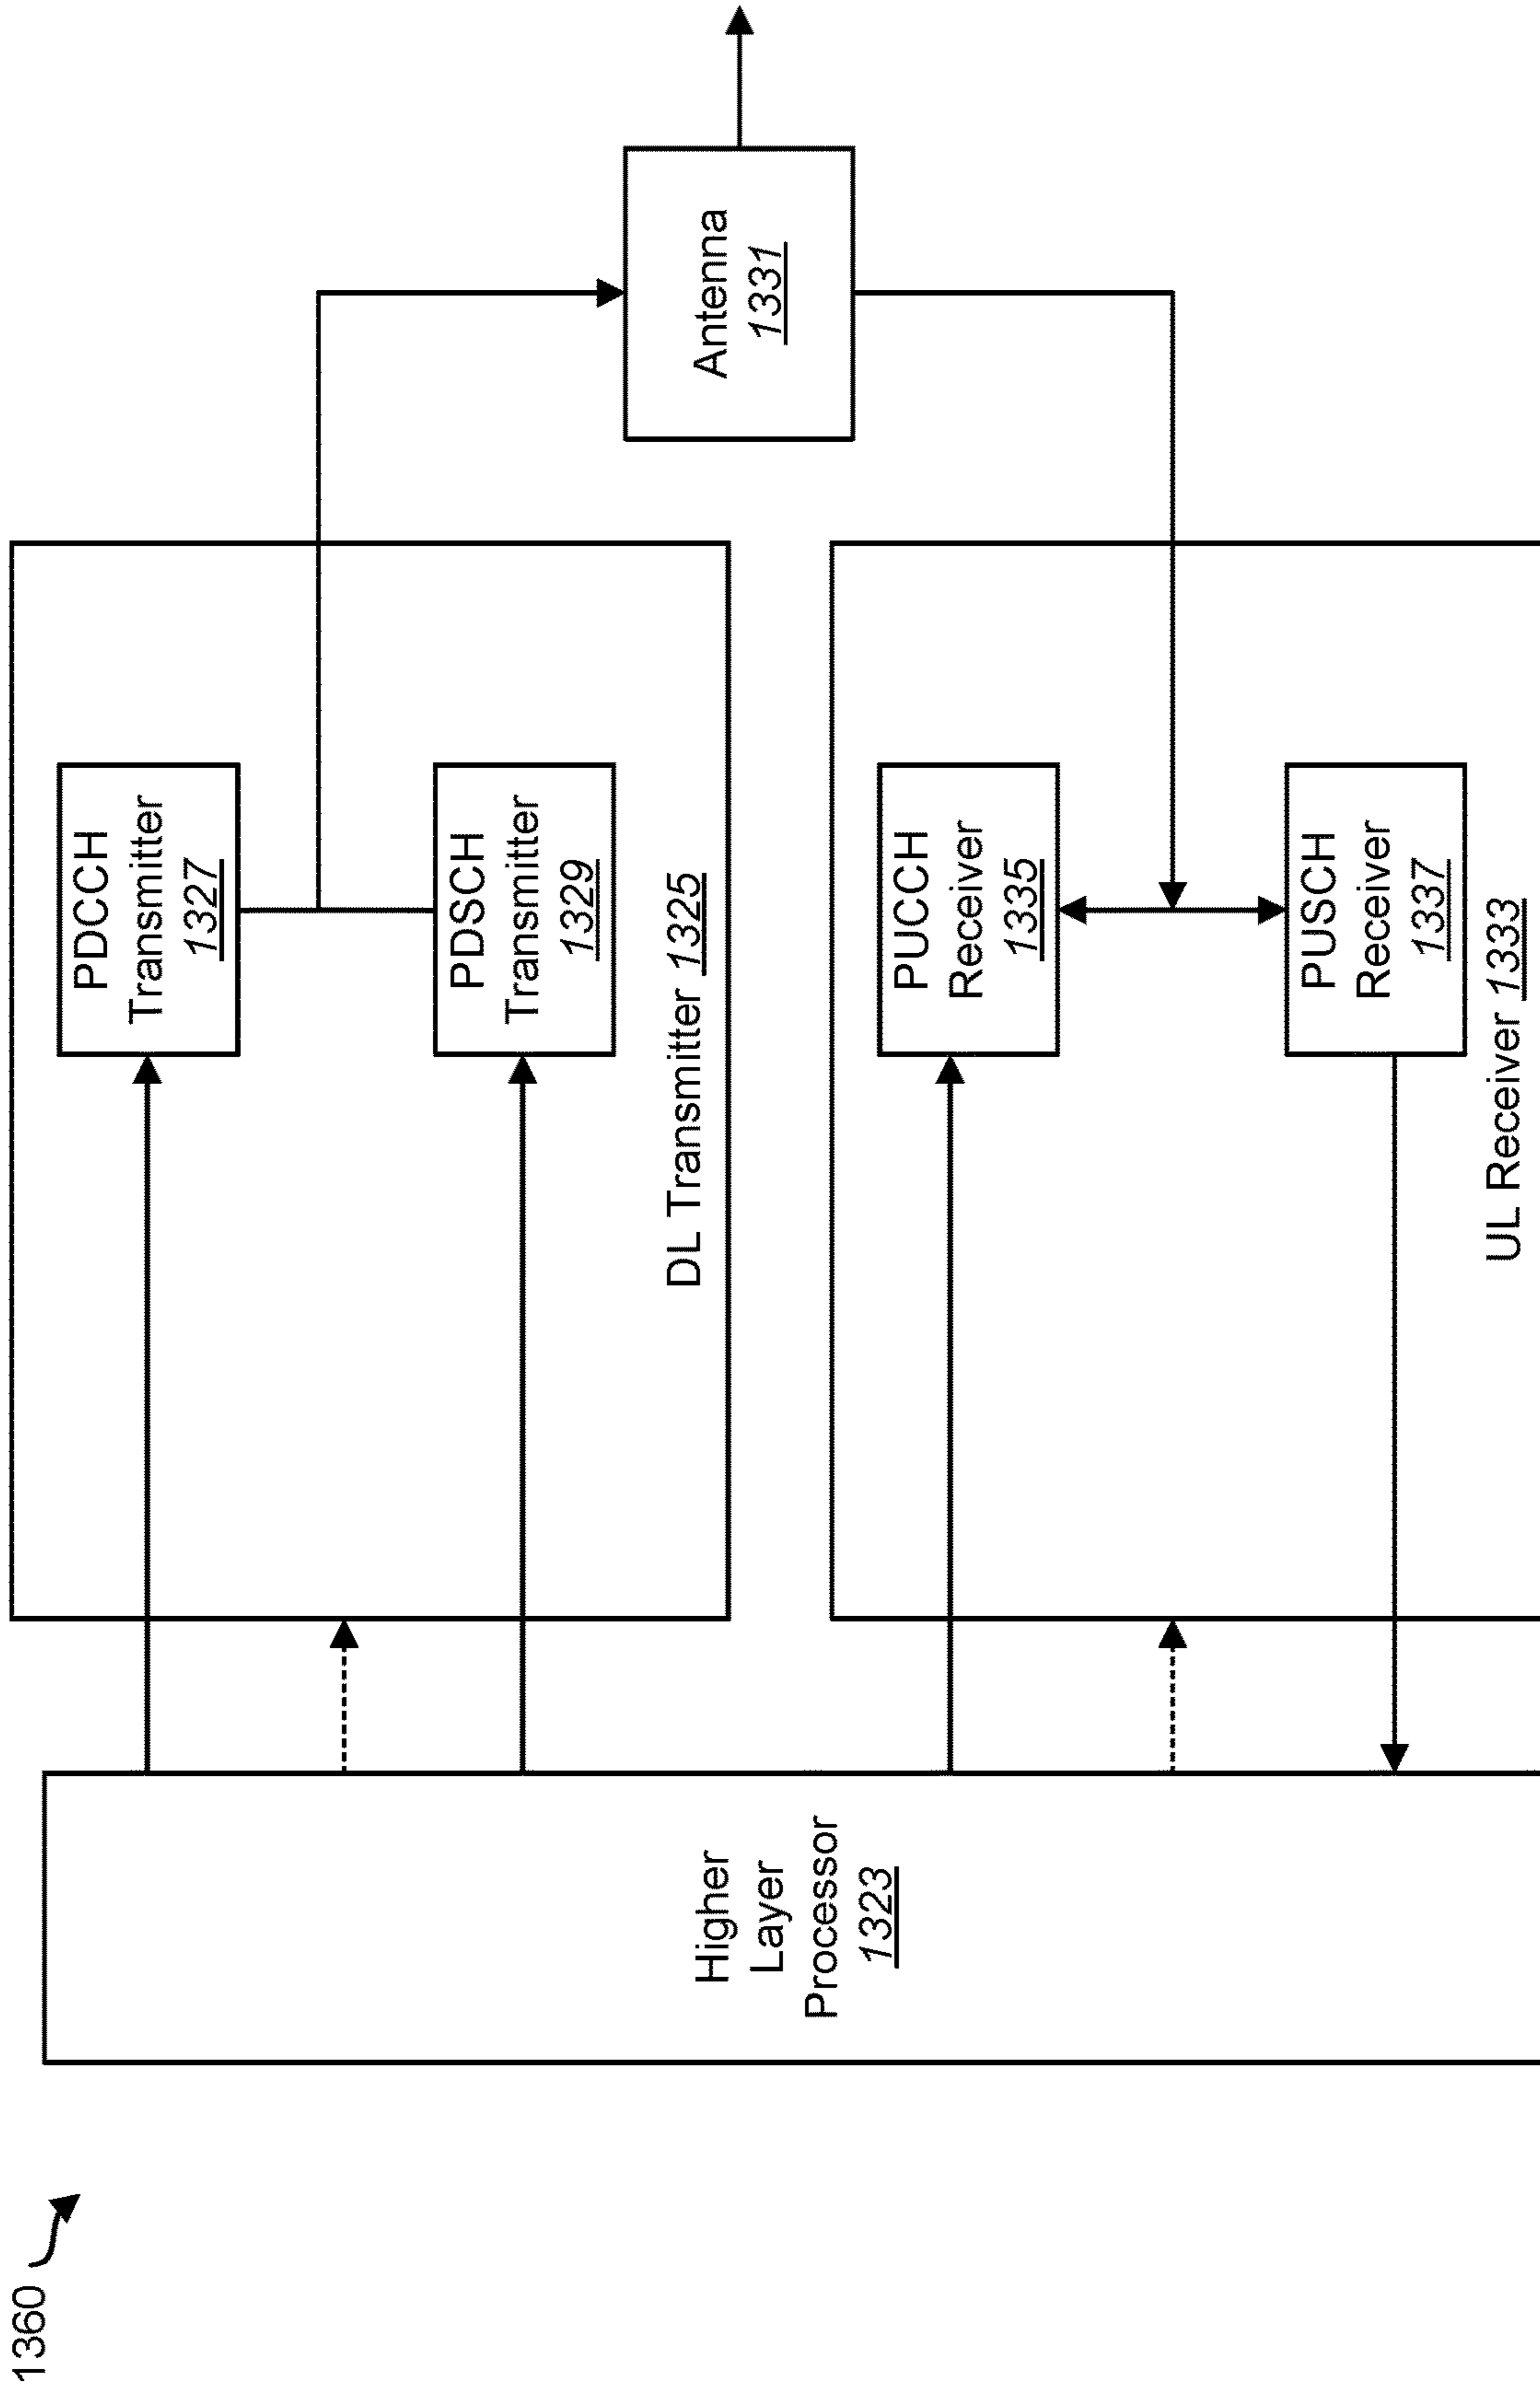 1360
Higher
Layer
Processor
1323
PDCCH
Transmitter
1327
PDSCH
Transmitter
1329
DL Transmitter 1325
PUCCH
Receiver
1335
PUSCH
Receiver
1337
UL Receiver 1333
Antenna
1331